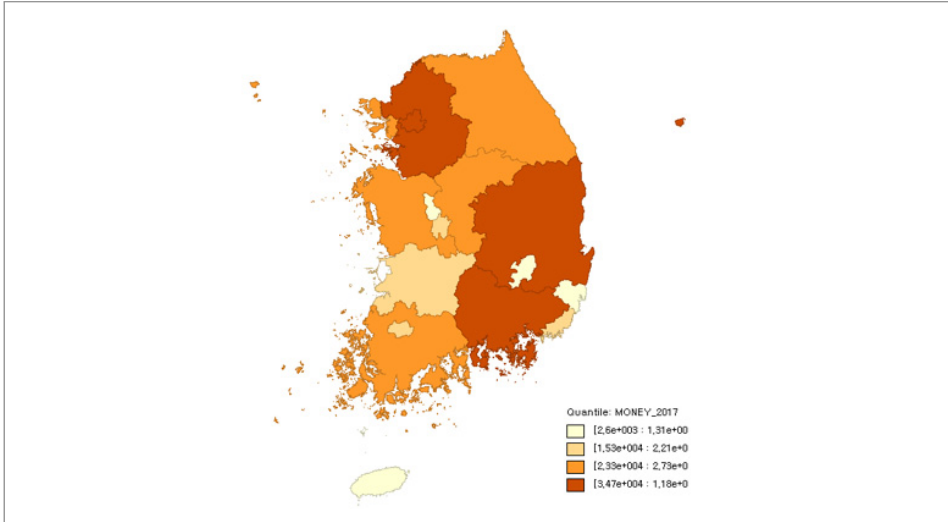 Quantile: MONEY_2017
[2,6e+003 : 1,31e+00
[1,53e+004 : 2,21e+0
[2,33e+004 : 2,73e+0
[3,47e+004 : 1,18e+0